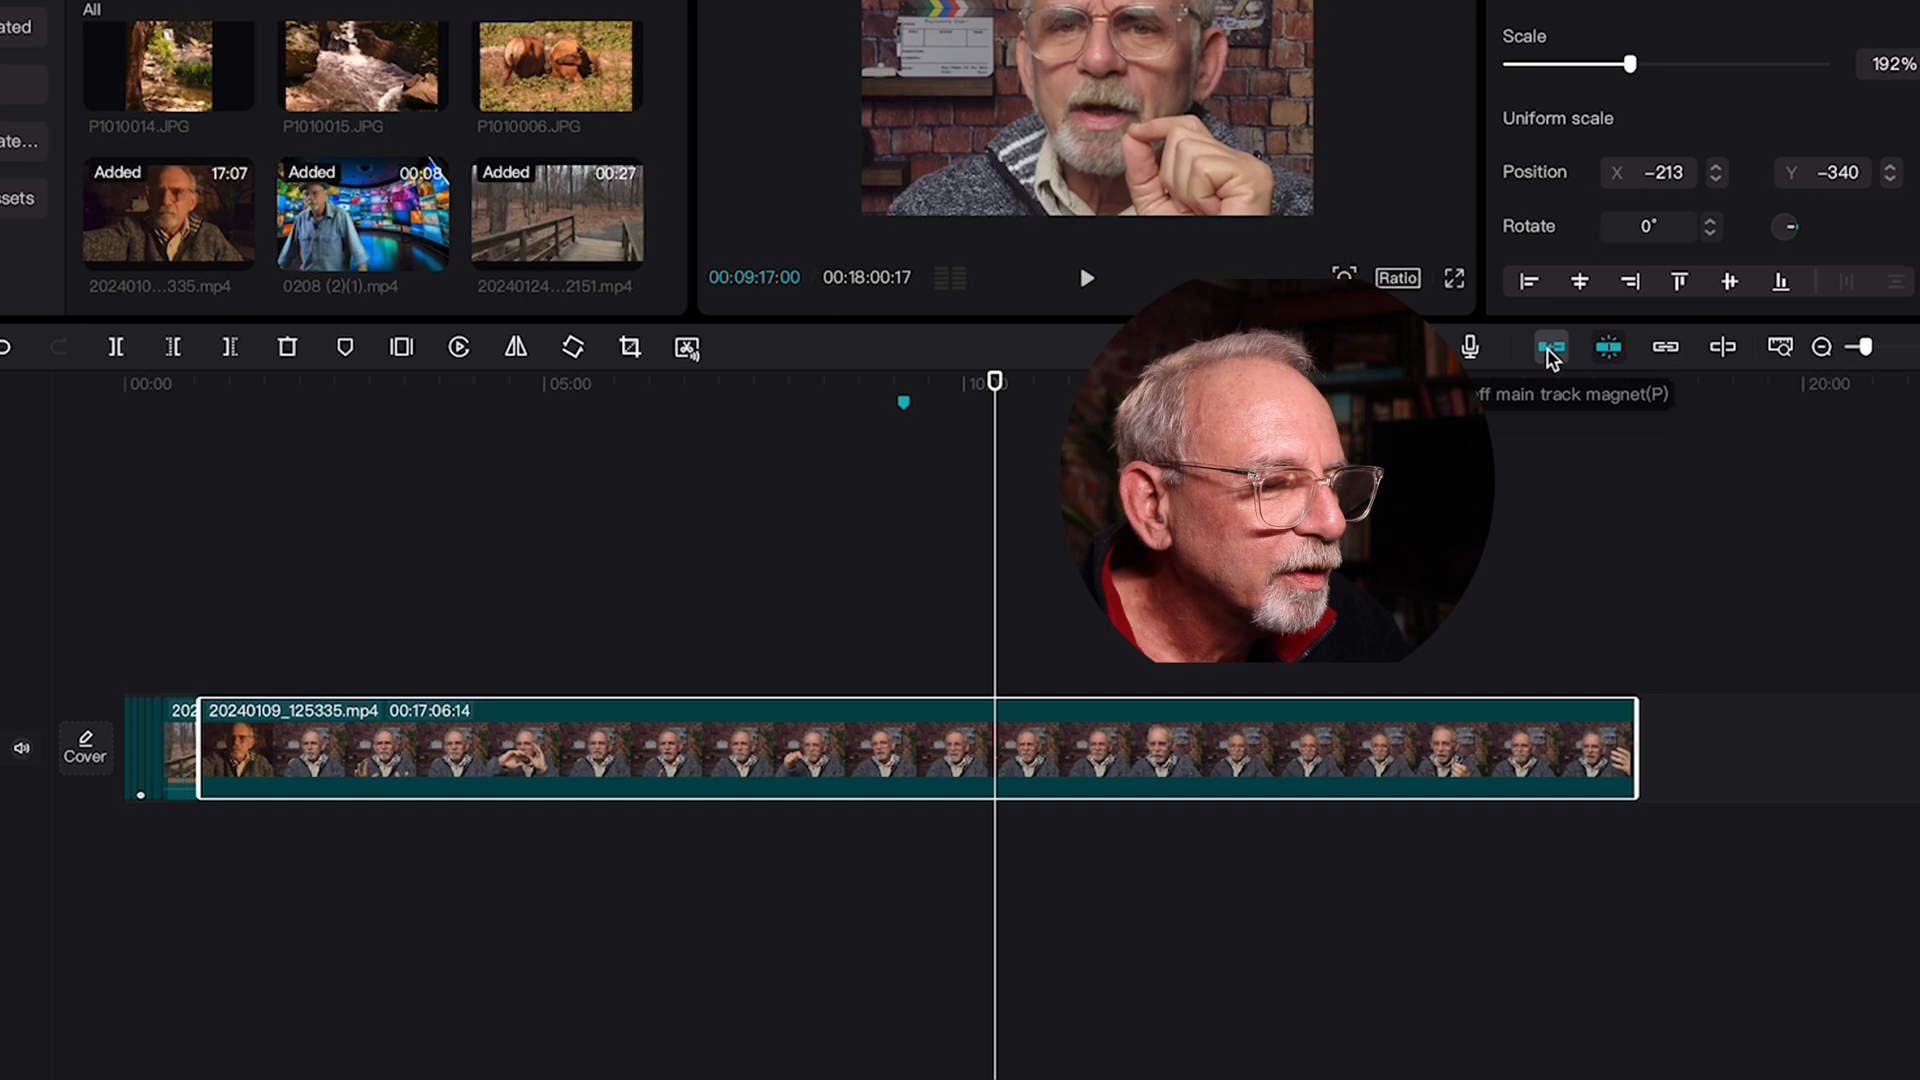 All
ated
ate...
ssets
P1010014.JPG
P1010015.JPG
P1010006.JPG
Added
17:07
Added
00:08
Added
00:27
2024010...335.mp4
0208 (2)(1).mp4
20240124...2151.mp4
00:09:17:00
00:18:00:17
Ratio
Scale
192%
Uniform scale
Position
X -213
Y -340
Rotate
0°
00:00
05:00
10
20:00
ff main track magnet(P)
Cover
202
20240109_125335.mp4 00:17:06:14